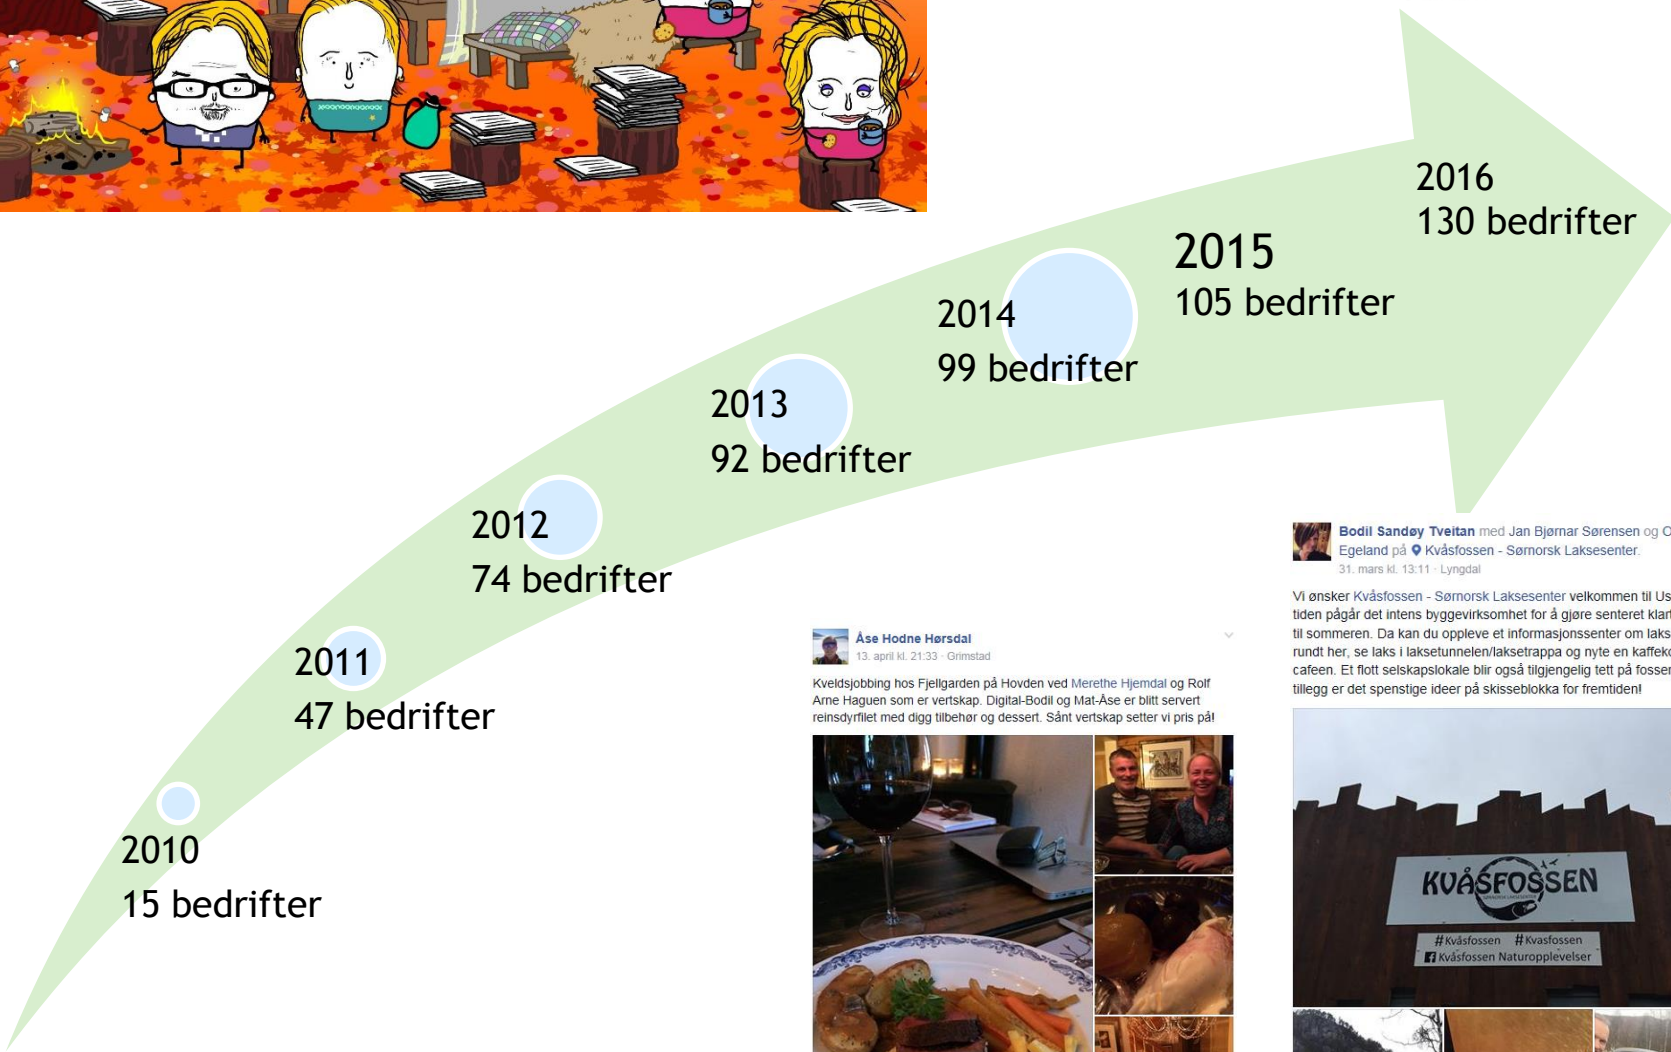 2016
130 bedrifter
2015
105 bedrifter
2014
99 bedrifter
2013
92 bedrifter
2012
74 bedrifter
2011
47 bedrifter
2010
15 bedrifter
Åse Hodne Hørsdal
13. april kl. 21:33 · Grimstad
Kveldsjobbing hos Fjellgarden på Hovden ved Merethe Hjemdal og Rolf
Arne Haguen som er vertskap. Digital-Bodil og Mat-Åse er blitt servert
reinsdyrfilet med digg tilbehør og dessert. Sånt vertskap setter vi pris på!
Bodil Sandøy Tveitan med Jan Bjørnar Sørensen og O
Egeland på Kvåsfossen - Sørnorsk Laksesenter.
31. mars kl. 13:11 · Lyngdal
Vi ønsker Kvåsfossen - Sørnorsk Laksesenter velkommen til Us
tiden pågår det intens byggevirksomhet for å gjøre senteret klart
til sommeren. Da kan du oppleve et informasjonssenter om laks
rundt her, se laks i laksetunnelen/laksetrappa og nyte en kaffeko
cafeen. Et flott selskapslokale blir også tilgjengelig tett på fosser
tillegg er det spenstige ideer på skisseblokka for fremtiden!
KVÅSFOSSEN
SØRNORSK LAKSESENTER
#Kvåsfossen #Kvasfossen
Kvåsfossen Naturopplevelser